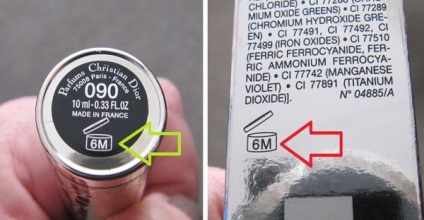 Parfums Christian Dior
75008 Paris - France
090
10 ml - 0.33 FL.OZ
MADE IN FRANCE
6M
CHLORIDE) • CI 77288 (CHRO-
MIUM OXIDE GREENS) • CI 77289
(CHROMIUM HYDROXIDE GRE-
EN) • CI 77491, CI 77492, CI
77499 (IRON OXIDES) • CI 77510
(FERRIC FERROCYANIDE, FER-
RIC AMMONIUM FERROCYA-
NIDE) • CI 77742 (MANGANESE
VIOLET) • CI 77891 (TITANIUM
DIOXIDE)].
N° 04885/A
6M